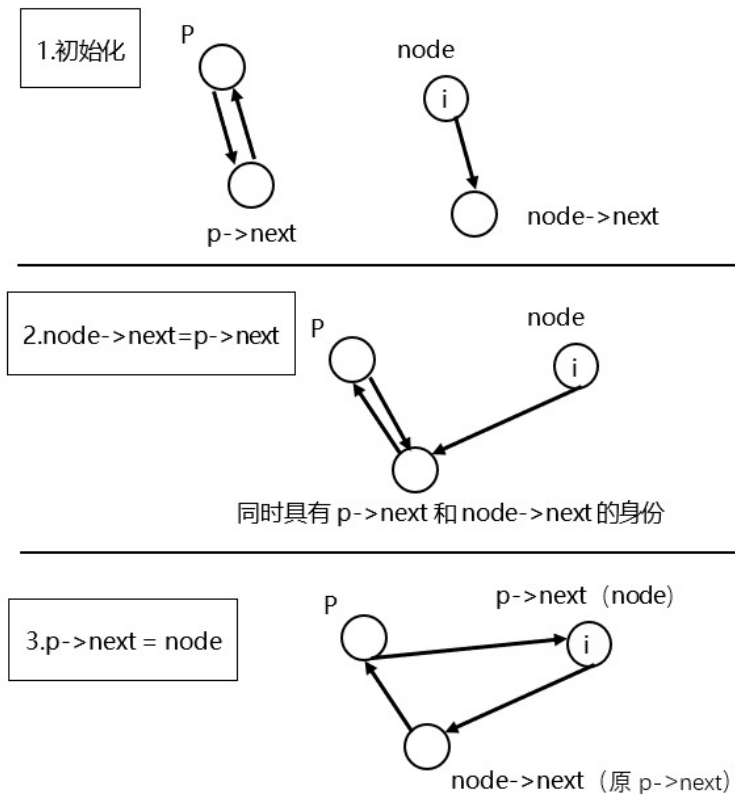 1.初始化
P
node
i
p->next
node->next
2.node->next=p->next
P
node
i
同时具有 p->next 和 node->next 的身份
3.p->next = node
P
p->next（node）
i
node->next（原 p->next）